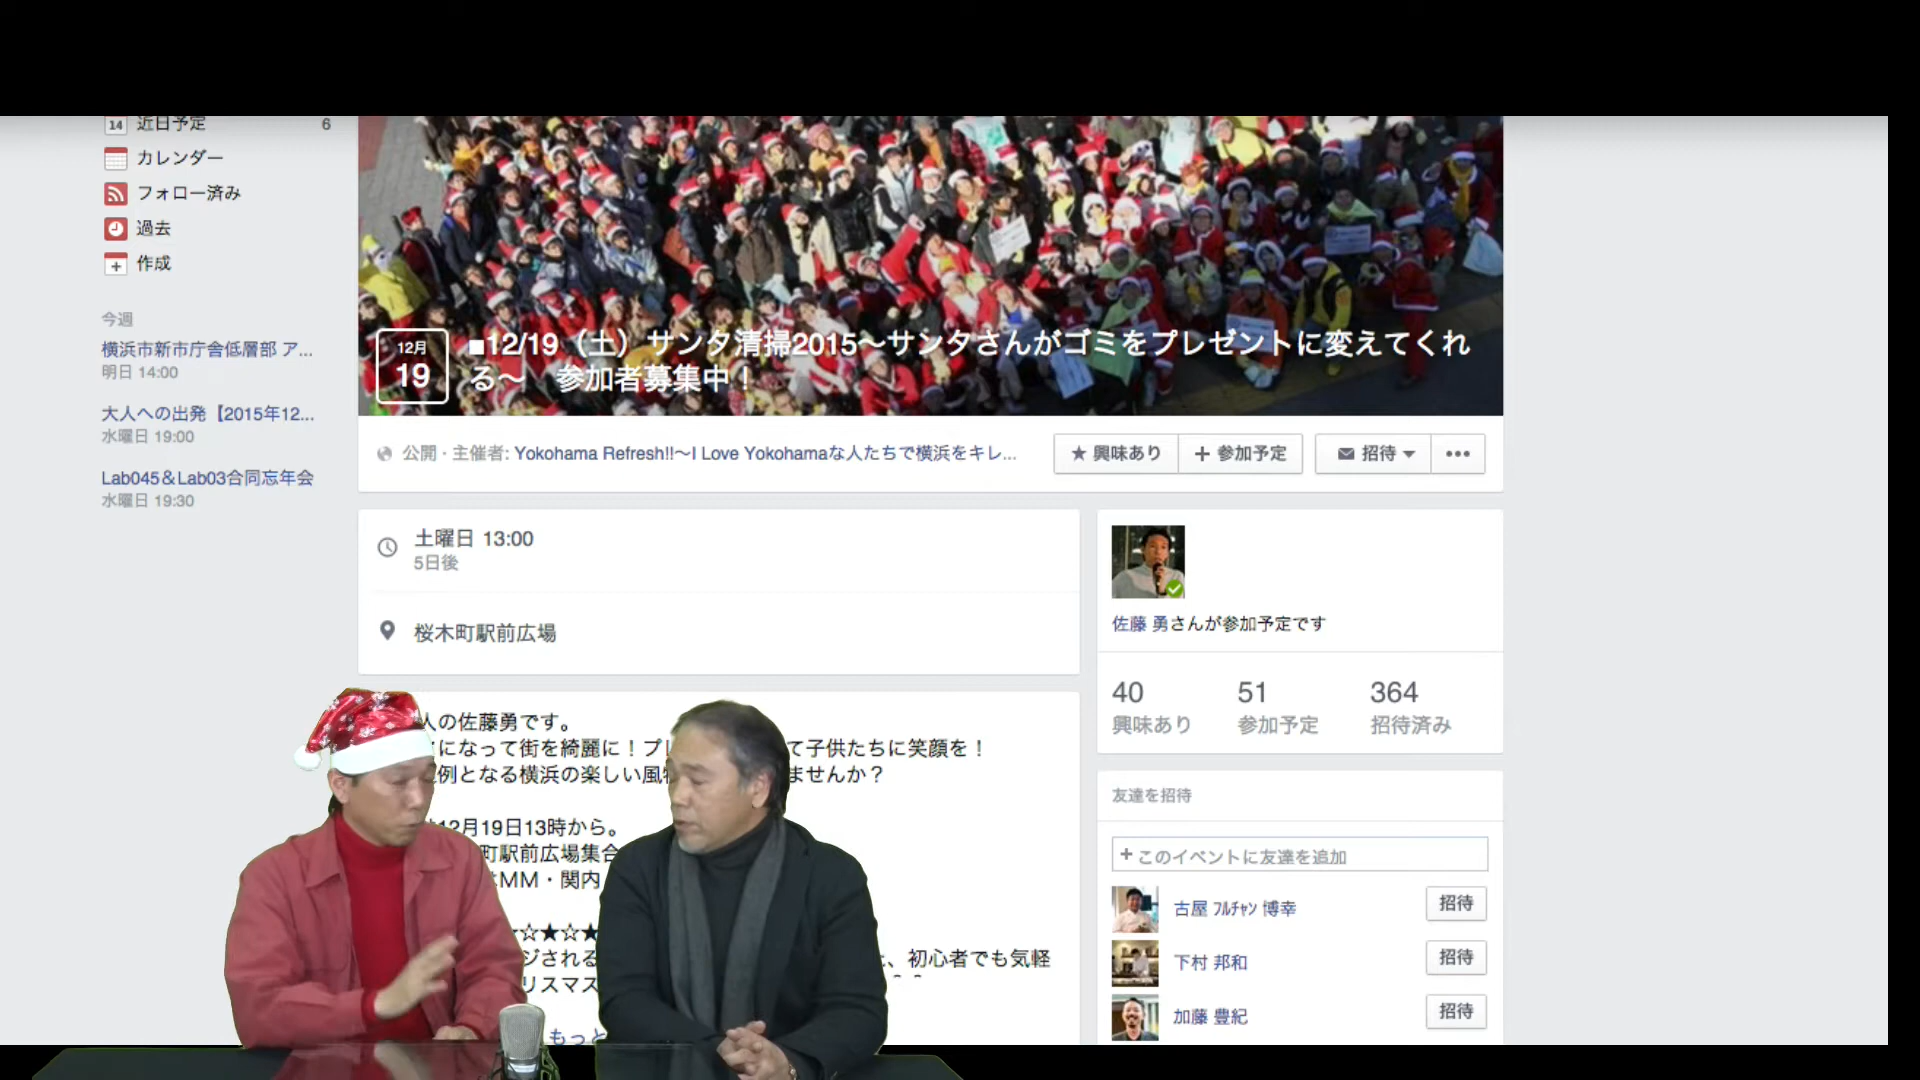 14 近日予定 6
カレンダー
フォロー済み
過去
作成
今週
横浜市新市庁舎低層部 ア...
明日 14:00
大人への出発【2015年12...
水曜日 19:00
Lab045＆Lab03合同忘年会
水曜日 19:30
12月
19
■12/19（土）サンタ清掃2015〜サンタさんがゴミをプレゼントに変えてくれ
る〜　参加者募集中！
公開・主催者: Yokohama Refresh!!〜I Love Yokohamaな人たちで横浜をキレ...
★ 興味あり
+ 参加予定
招待
•••
土曜日 13:00
5日後
桜木町駅前広場
人の佐藤勇です。
になって街を綺麗に！プ て子供たちに笑顔を！
例となる横浜の楽しい風 ませんか？
12月19日13時から。
町駅前広場集合
MM・関内
☆★☆★
ジされる 、初心者でも気軽
リスマス
もっと
佐藤 勇さんが参加予定です
40 51 364
興味あり 参加予定 招待済み
友達を招待
+ このイベントに友達を追加
古屋 ﾌﾙﾁｬﾝ 博幸 招待
下村 邦和 招待
加藤 豊紀 招待